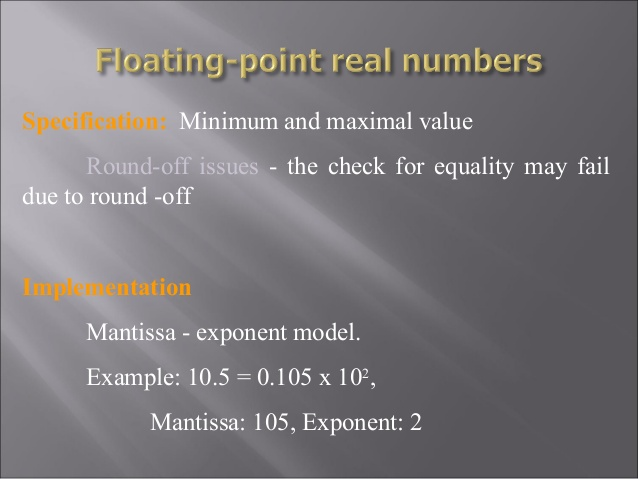 Floating-point real numbers
Specification: Minimum and maximal value
Round-off issues - the check for equality may fail
due to round -off
Implementation
Mantissa - exponent model.
Example: 10.5 = 0.105 x 10²,
Mantissa: 105, Exponent: 2